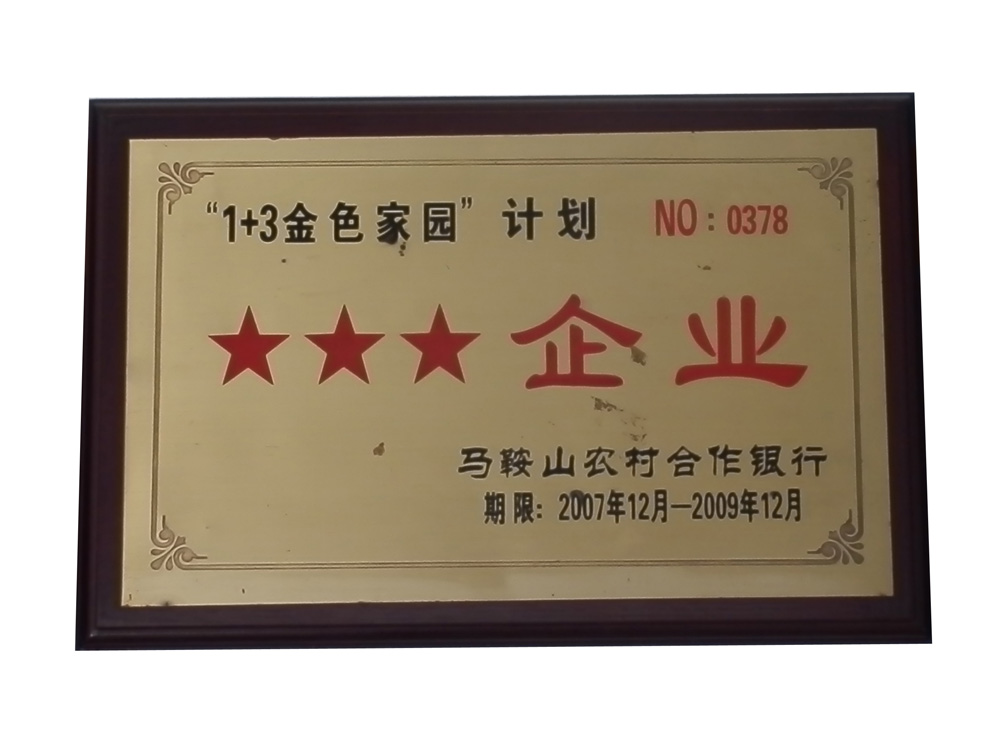 “1+3金色家园”计划 NO:0378
★★★企业
马鞍山农村合作银行
期限:2007年12月—2009年12月